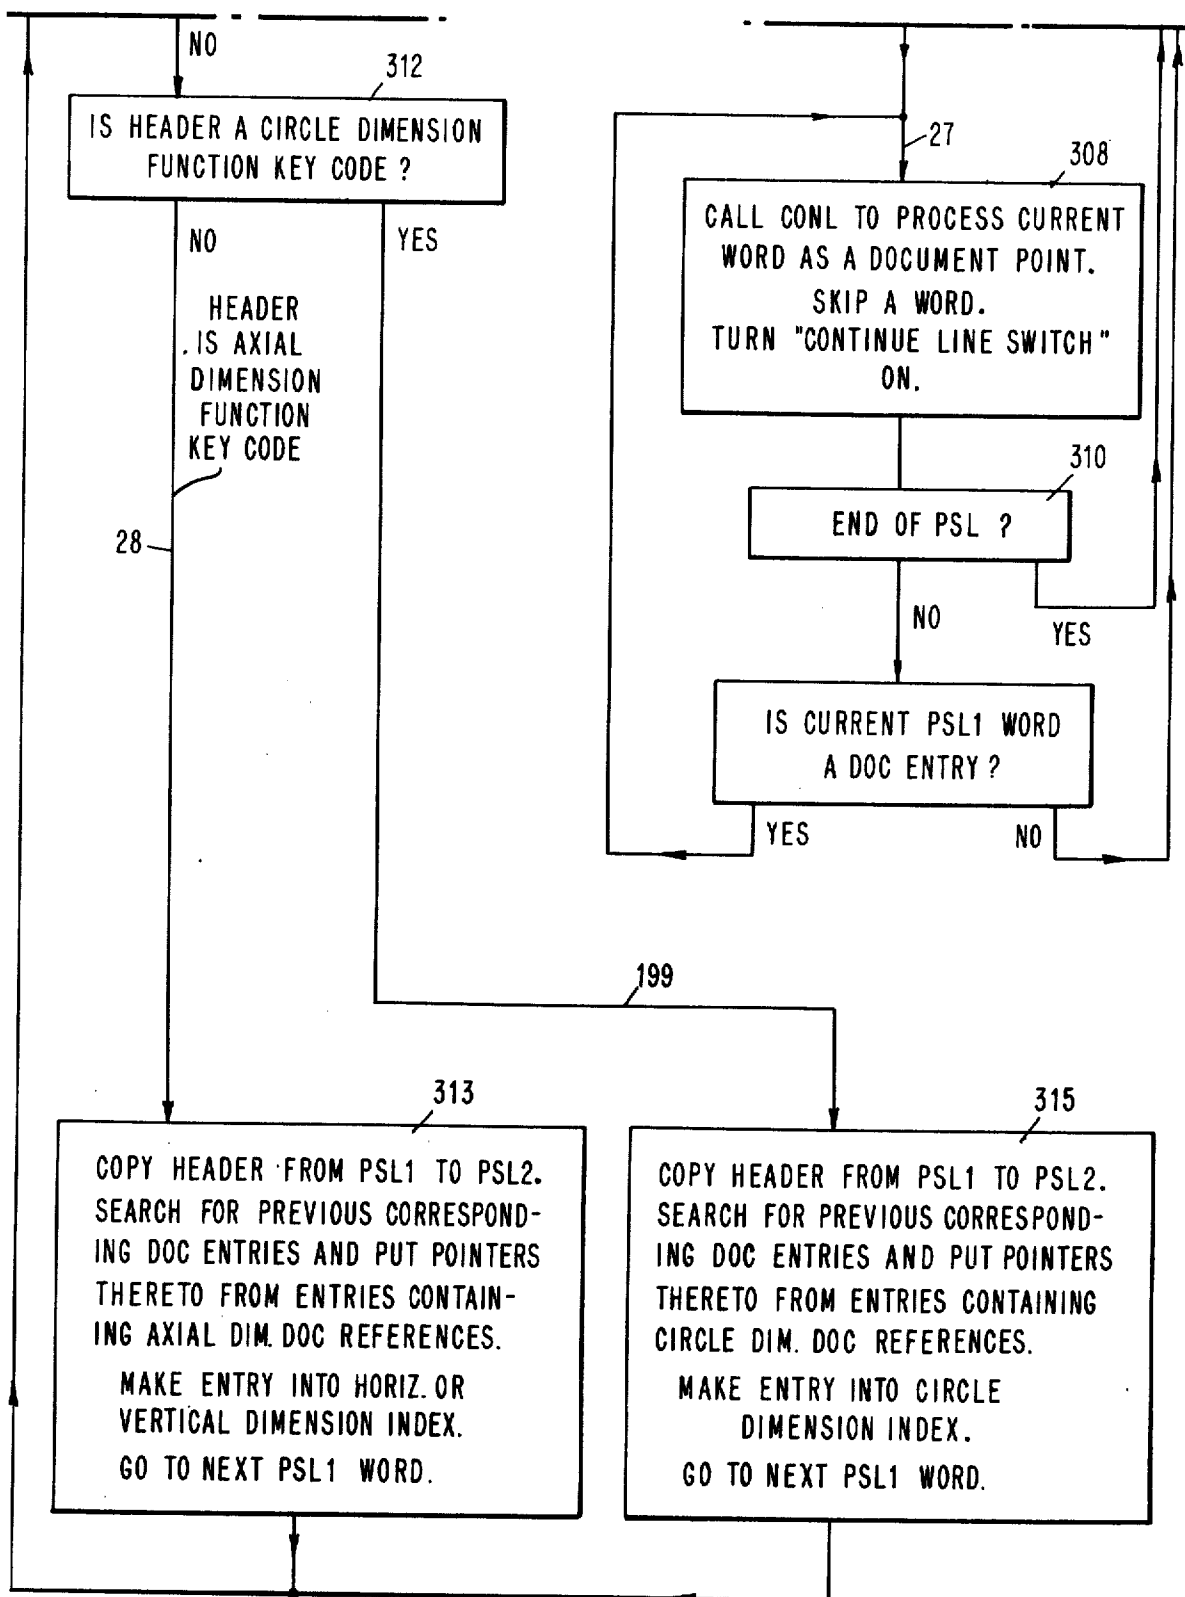 NO
312
IS HEADER A CIRCLE DIMENSION
FUNCTION KEY CODE ?
NO
YES
HEADER
IS AXIAL
DIMENSION
FUNCTION
KEY CODE
28
27
308
CALL CONL TO PROCESS CURRENT
WORD AS A DOCUMENT POINT.
SKIP A WORD.
TURN "CONTINUE LINE SWITCH"
ON.
310
END OF PSL ?
NO
YES
IS CURRENT PSL1 WORD
A DOC ENTRY ?
YES
NO
199
313
COPY HEADER FROM PSL1 TO PSL2.
SEARCH FOR PREVIOUS CORRESPOND-
ING DOC ENTRIES AND PUT POINTERS
THERETO FROM ENTRIES CONTAIN-
ING AXIAL DIM. DOC REFERENCES.
MAKE ENTRY INTO HORIZ. OR
VERTICAL DIMENSION INDEX.
GO TO NEXT PSL1 WORD.
315
COPY HEADER FROM PSL1 TO PSL2.
SEARCH FOR PREVIOUS CORRESPOND-
ING DOC ENTRIES AND PUT POINTERS
THERETO FROM ENTRIES CONTAINING
CIRCLE DIM. DOC REFERENCES.
MAKE ENTRY INTO CIRCLE
DIMENSION INDEX.
GO TO NEXT PSL1 WORD.